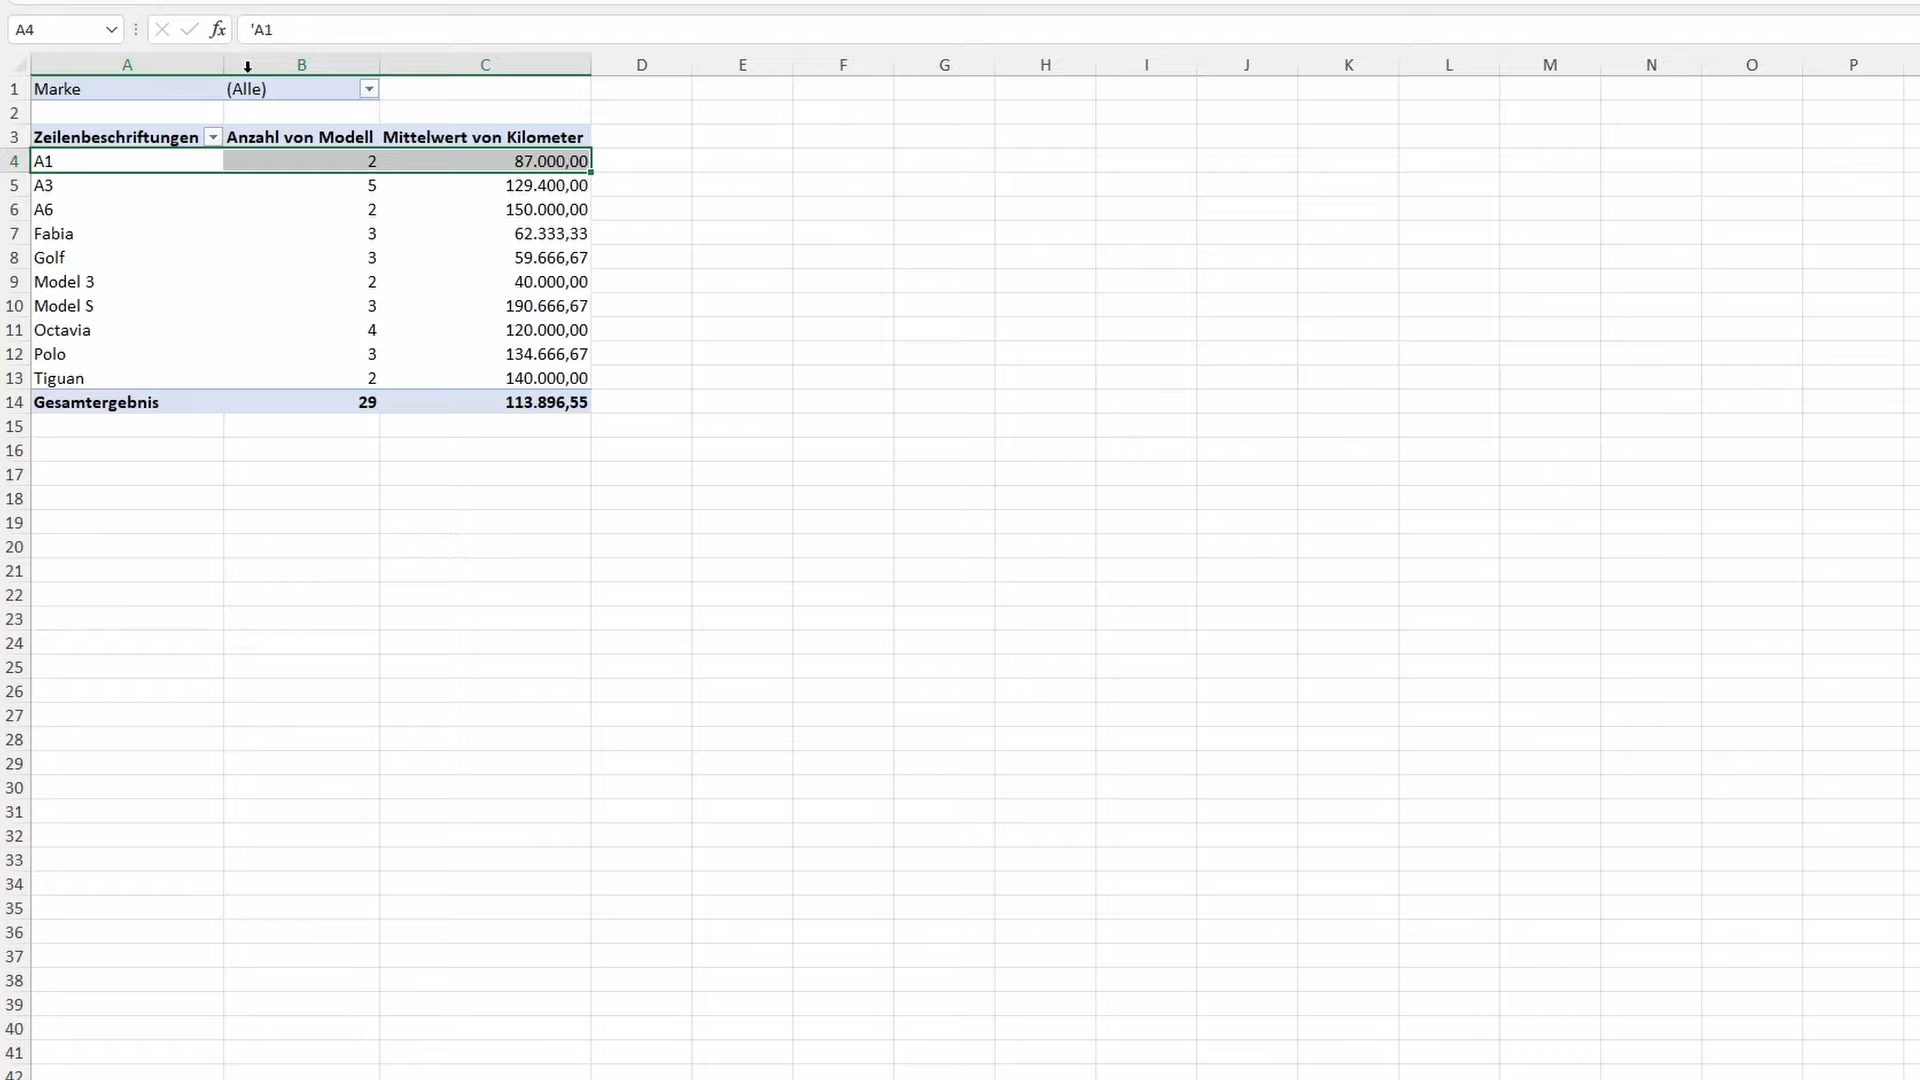 A4 fx 'A1
A B C D E F G H I J K L M N O P
1 Marke (Alle)
2
3 Zeilenbeschriftungen Anzahl von Modell Mittelwert von Kilometer
4 A1 2 87.000,00
5 A3 5 129.400,00
6 A6 2 150.000,00
7 Fabia 3 62.333,33
8 Golf 3 59.666,67
9 Model 3 2 40.000,00
10 Model S 3 190.666,67
11 Octavia 4 120.000,00
12 Polo 3 134.666,67
13 Tiguan 2 140.000,00
14 Gesamtergebnis 29 113.896,55
15
16
17
18
19
20
21
22
23
24
25
26
27
28
29
30
31
32
33
34
35
36
37
38
39
40
41
42